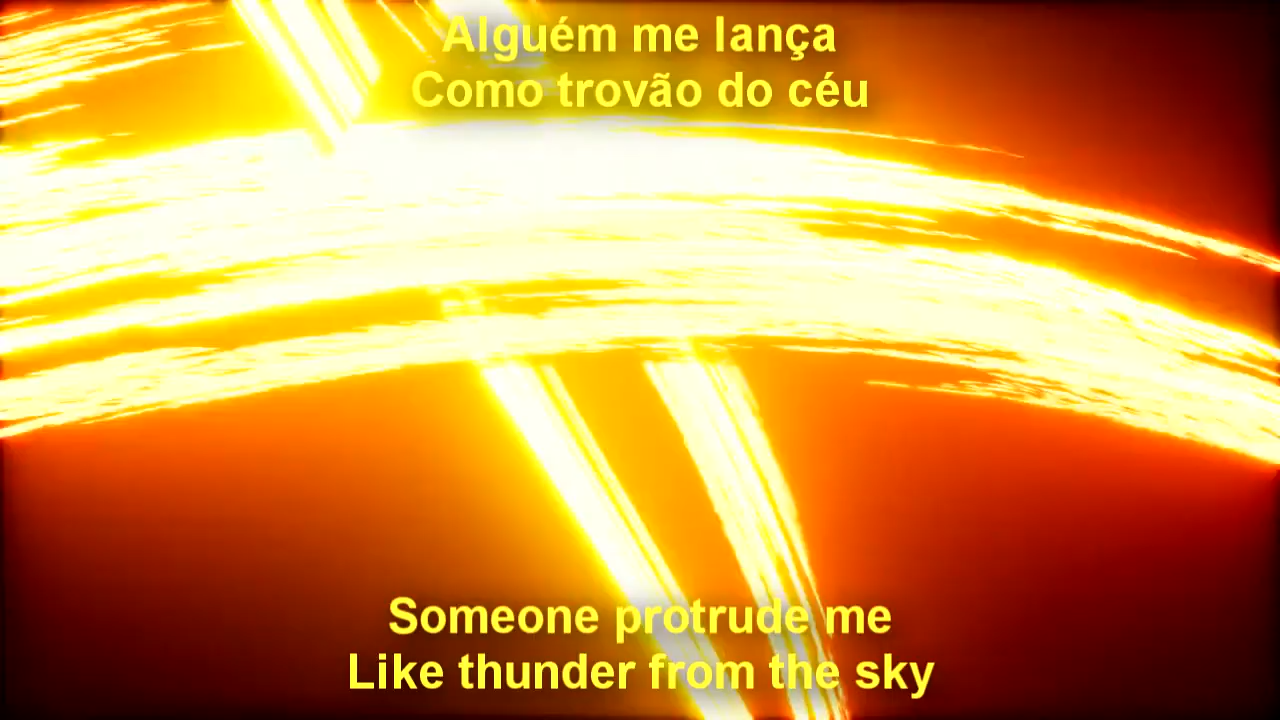 Alguém me lança
Como trovão do céu
Someone protrude me
Like thunder from the sky